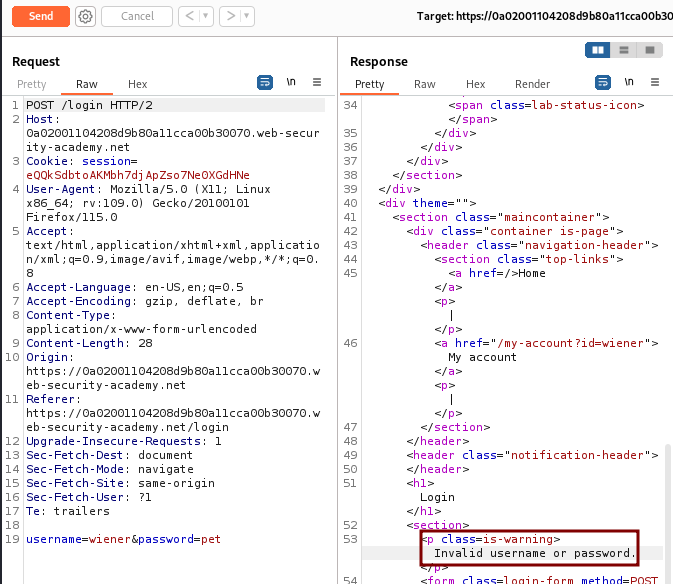 Send
Cancel
< >
Target: https://0a02001104208d9b80a11cca00b30
Request
Pretty Raw Hex
\n
1 POST /login HTTP/2
2 Host:
0a02001104208d9b80a11cca00b30070.web-secur
ity-academy.net
3 Cookie: session=
eQQkSdbtoAKMbh7djApZso7Ne0XGdHNe
4 User-Agent: Mozilla/5.0 (X11; Linux
x86_64; rv:109.0) Gecko/20100101
Firefox/115.0
5 Accept:
text/html,application/xhtml+xml,applicatio
n/xml;q=0.9,image/avif,image/webp,*/*;q=0.
8
6 Accept-Language: en-US,en;q=0.5
7 Accept-Encoding: gzip, deflate, br
8 Content-Type:
application/x-www-form-urlencoded
9 Content-Length: 28
10 Origin:
https://0a02001104208d9b80a11cca00b30070.w
eb-security-academy.net
11 Referer:
https://0a02001104208d9b80a11cca00b30070.w
eb-security-academy.net/login
12 Upgrade-Insecure-Requests: 1
13 Sec-Fetch-Dest: document
14 Sec-Fetch-Mode: navigate
15 Sec-Fetch-Site: same-origin
16 Sec-Fetch-User: ?1
17 Te: trailers
18
19 username=wiener&password=pet
Response
Pretty Raw Hex Render
\n
34 <span class=lab-status-icon>
</span>
35 </div>
36 </div>
37 </div>
38 </section>
39 </div>
40 <div theme="">
41 <section class="maincontainer">
42 <div class="container is-page">
43 <header class="navigation-header">
44 <section class="top-links">
45 <a href=/>Home
</a>
<p>
|
</p>
46 <a href="/my-account?id=wiener">
My account
</a>
<p>
|
</p>
47 </section>
48 </header>
49 <header class="notification-header">
50 </header>
51 <h1>
Login
</h1>
52 <section>
53 <p class=is-warning>
Invalid username or password.
</p>
54 <form class=login-form method=POST